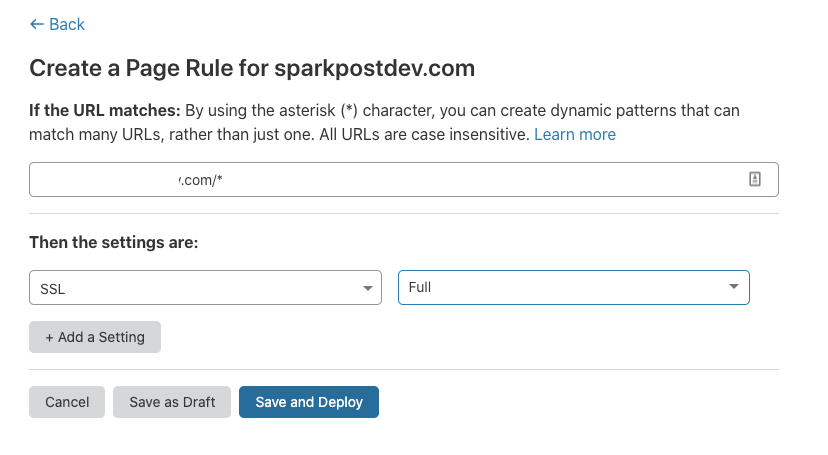 ← Back
Create a Page Rule for sparkpostdev.com
If the URL matches: By using the asterisk (*) character, you can create dynamic patterns that can
match many URLs, rather than just one. All URLs are case insensitive. Learn more
.com/*
Then the settings are:
SSL Full
+ Add a Setting
Cancel Save as Draft Save and Deploy